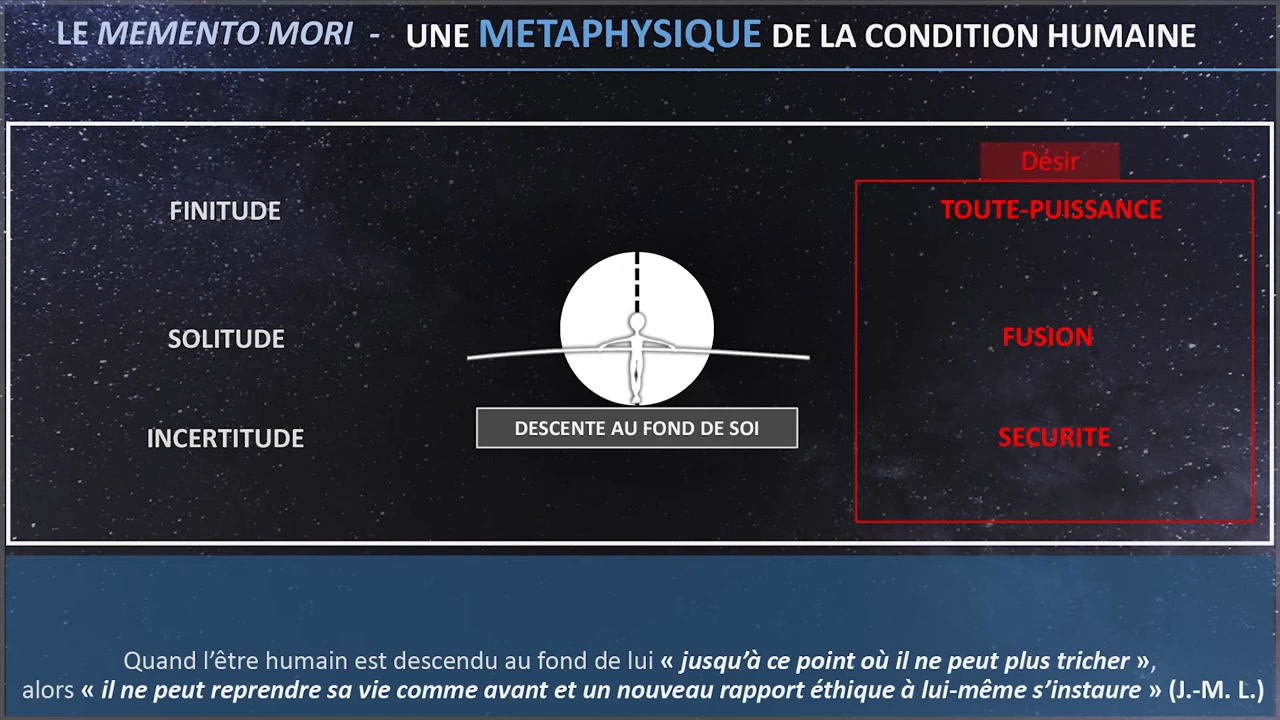 LE MEMENTO MORI - UNE METAPHYSIQUE DE LA CONDITION HUMAINE
Désir
FINITUDE
TOUTE-PUISSANCE
SOLITUDE
FUSION
DESCENTE AU FOND DE SOI
INCERTITUDE
SECURITE
Quand l’être humain est descendu au fond de lui « jusqu’à ce point où il ne peut plus tricher »,
alors « il ne peut reprendre sa vie comme avant et un nouveau rapport éthique à lui-même s’instaure » (J.-M. L.)